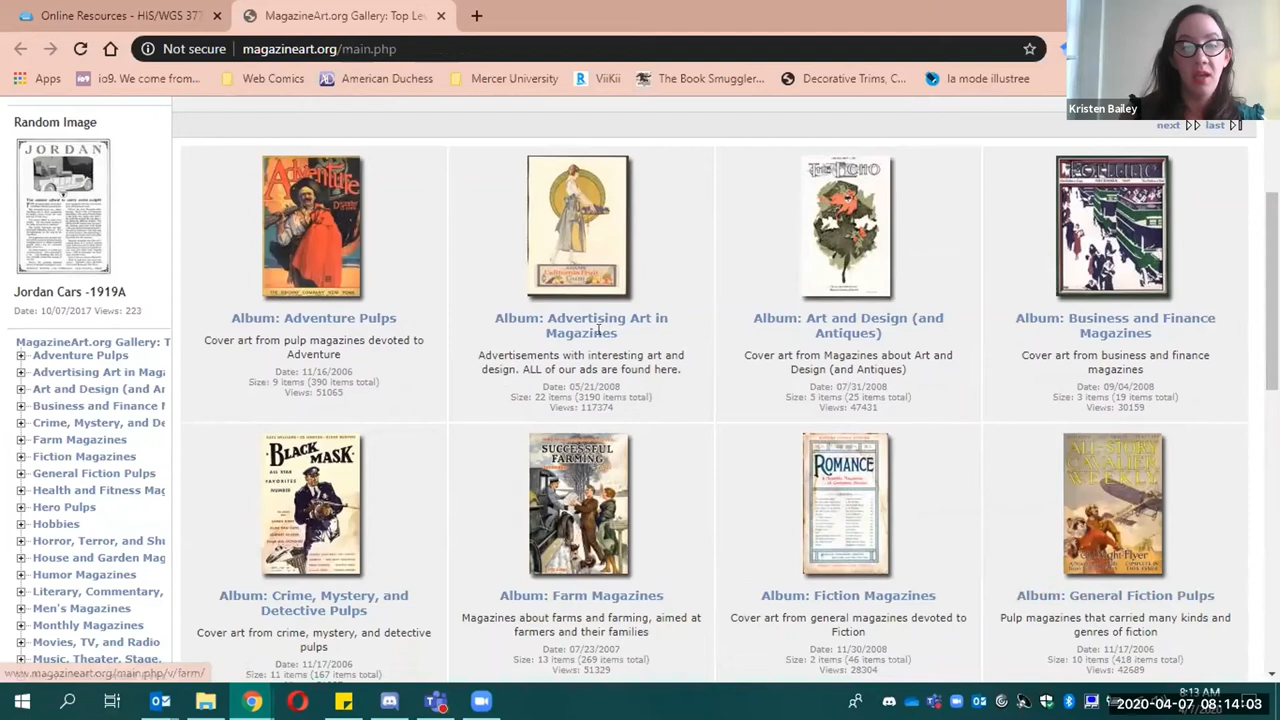 Online Resources - HIS/WGS 377
MagazineArt.org Gallery: Top Lev
Not secure
magazineart.org/main.php
Apps
io9. We come from...
Web Comics
American Duchess
Mercer University
ViiKii
The Book Smuggler...
Decorative Trims, C...
la mode illustree
Kristen Bailey
Random Image
next
last
JORDAN
Adventure
THE ECHO
FORTUNE
Jordan Cars -1919A
Date: 10/07/2017 Views: 223
Album: Adventure Pulps
Cover art from pulp magazines devoted to
Adventure
Date: 11/16/2006
Size: 9 items (390 items total)
Views: 51065
Album: Advertising Art in
Magazines
Advertisements with interesting art and
design. ALL of our ads are found here.
Date: 05/21/2008
Size: 22 items (3190 items total)
Views: 117374
Album: Art and Design (and
Antiques)
Cover art from Magazines about Art and
Design (and Antiques)
Date: 07/31/2008
Size: 5 items (25 items total)
Views: 47431
Album: Business and Finance
Magazines
Cover art from business and finance
magazines
Date: 09/04/2008
Size: 3 items (19 items total)
Views: 30159
MagazineArt.org Gallery: T
Adventure Pulps
Advertising Art in Maga
Art and Design (and An
Business and Finance M
Crime, Mystery, and De
Farm Magazines
Fiction Magazines
General Fiction Pulps
Health and Fitness Mag
Hero Pulps
Hobbies
Horror, Terror, and Shu
House and Garden Mag
Humor Magazines
Literary, Commentary,
Men's Magazines
Monthly Magazines
Movies, TV, and Radio
Music, Theater, Stage,
BLACK
MASK
SUCCESSFUL
FARMING
ROMANCE
ALL-STORY
CAVALIER
WEEKLY
Album: Crime, Mystery, and
Detective Pulps
Cover art from crime, mystery, and detective
pulps
Date: 11/17/2006
Size: 11 items (167 items total)
Album: Farm Magazines
Magazines about farms and farming, aimed at
farmers and their families
Date: 07/23/2007
Size: 13 items (269 items total)
Views: 51329
Album: Fiction Magazines
Cover art from general magazines devoted to
Fiction
Date: 11/30/2008
Size: 2 items (46 items total)
Views: 28304
Album: General Fiction Pulps
Pulp magazines that carried many kinds and
genres of fiction
Date: 11/17/2006
Size: 10 items (418 items total)
Views: 42689
www.magazineart.org/main.php/v/farm/
8:13 AM
2020-04-07 08:14:03